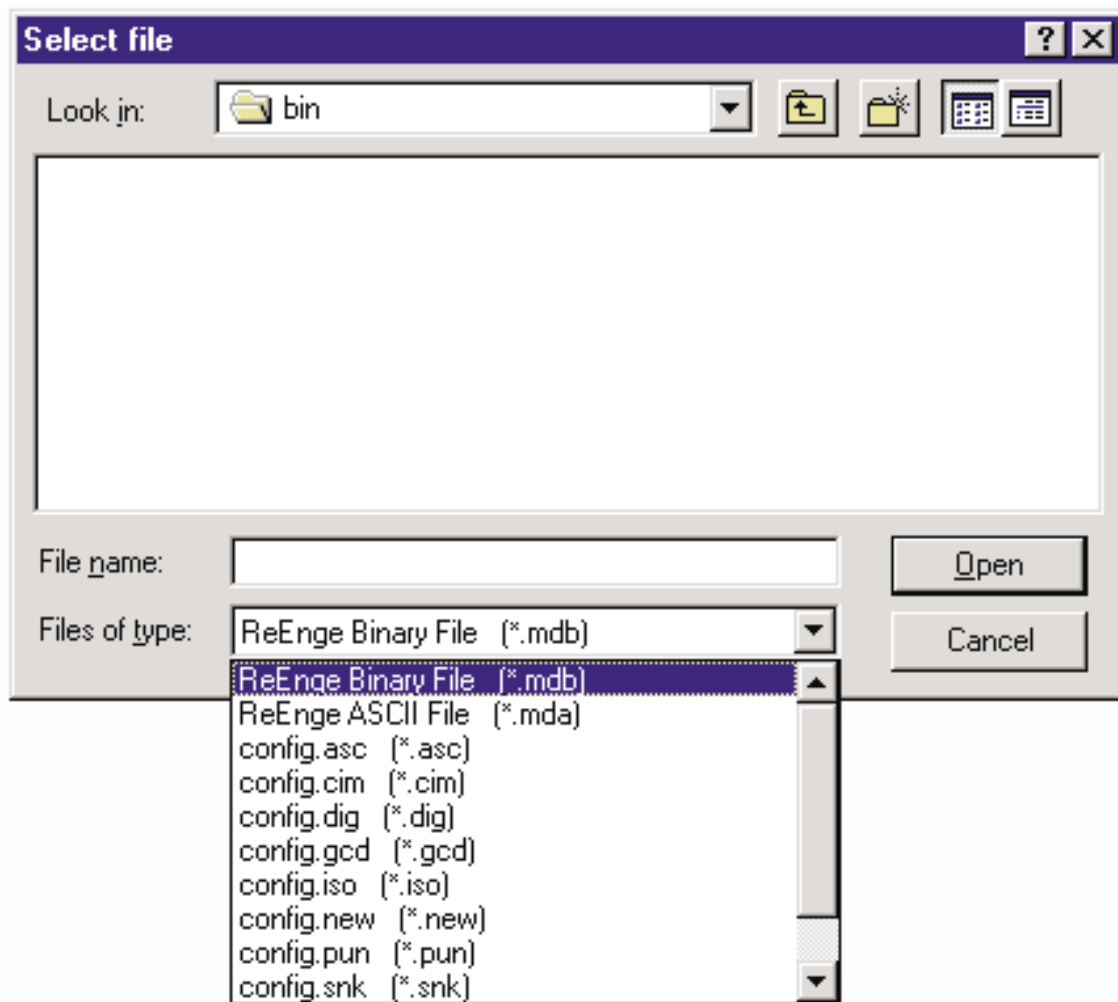 Select file
Look in: bin
File name: Open
Files of type: ReEnge Binary File (*.mdb) Cancel
ReEnge Binary File (*.mdb)
ReEnge ASCII File (*.mda)
config.asc (*.asc)
config.cim (*.cim)
config.dig (*.dig)
config.gcd (*.gcd)
config.iso (*.iso)
config.new (*.new)
config.pun (*.pun)
config.snk (*.snk)